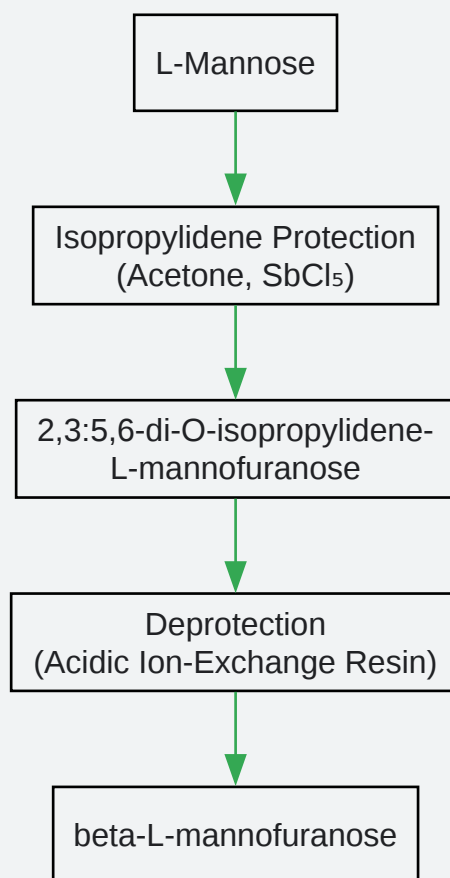 L-Mannose
Isopropylidene Protection
(Acetone, SbCl₅)
2,3:5,6-di-O-isopropylidene-
L-mannofuranose
Deprotection
(Acidic Ion-Exchange Resin)
beta-L-mannofuranose